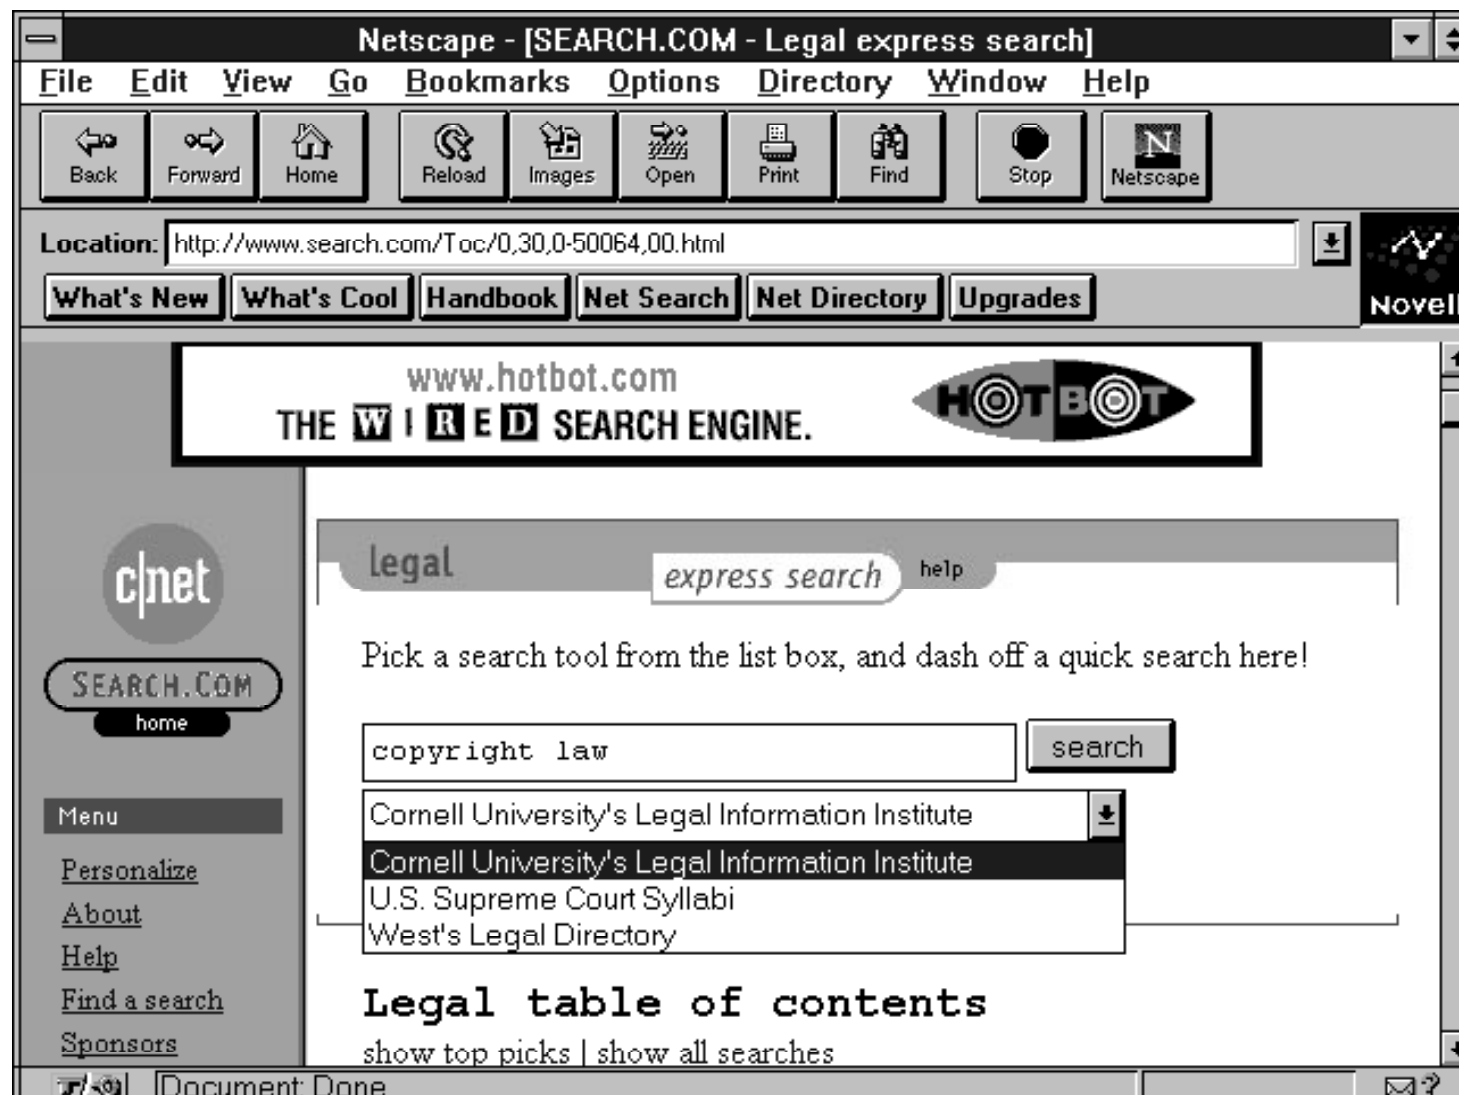 Netscape - [SEARCH.COM - Legal express search]
File Edit View Go Bookmarks Options Directory Window Help
Back Forward Home Reload Images Open Print Find Stop N Netscape
Location: http://www.search.com/Toc/0,30,0-50064,00.html
What's New What's Cool Handbook Net Search Net Directory Upgrades
Novell
www.hotbot.com
THE WIRED SEARCH ENGINE.
HOTBOT
c|net
SEARCH.COM
home
Menu
Personalize
About
Help
Find a search
Sponsors
legal express search help
Pick a search tool from the list box, and dash off a quick search here!
copyright law search
Cornell University's Legal Information Institute
Cornell University's Legal Information Institute
U.S. Supreme Court Syllabi
West's Legal Directory
Legal table of contents
show top picks | show all searches
Document: Done
?